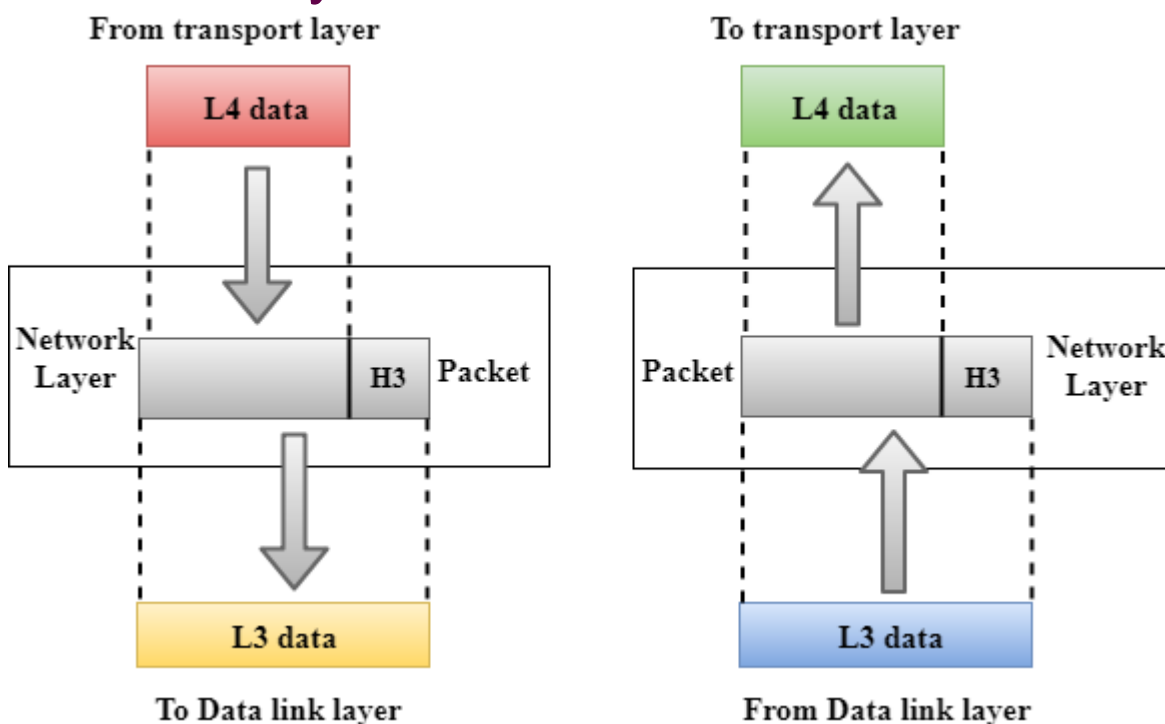 From transport layer
L4 data
Network
Layer
H3
Packet
L3 data
To Data link layer
To transport layer
L4 data
Packet
H3
Network
Layer
L3 data
From Data link layer